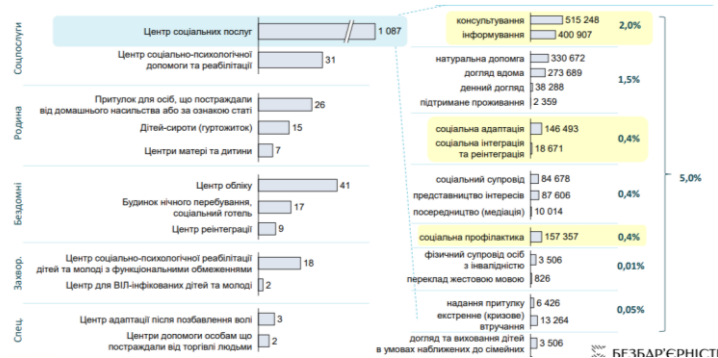 Соцпослуги
Центр соціальних послуг
1 087
Центр соціально-психологічної
допомоги та реабілітації
31
Родина
Притулок для осіб, що постраждали
від домашнього насильства або за ознакою статі
26
Дітей-сироти (гуртожиток)
15
Центри матері та дитини
7
Бездомні
Центр обліку
41
Будинок нічного перебування,
соціальний готель
17
Центр реінтеграції
9
Захвор.
Центр соціально-психологічної реабілітації
дітей та молоді з функціональними обмеженнями
18
Центр для ВІЛ-інфікованих дітей та молоді
2
Спец.
Центр адаптації після позбавлення волі
3
Центри допомоги особам що
постраждали від торгівлі людьми
2
консультування 515 248
інформування 400 907
2,0%
натуральна допомга 330 672
догляд вдома 273 689
денний догляд 38 288
підтримане проживання 2 359
1,5%
соціальна адаптація 146 493
соціальна інтеграція
та реінтеграція
18 671
0,4%
соціальний супровід 84 678
представництво інтересів 87 606
посередництво (медіація) 10 014
0,4%
соціальна профілактика 157 357
0,4%
фізичний супровід осіб
з інвалідністю
3 506
переклад жестовою мовою 826
0,01%
надання притулку 6 426
екстренне (кризове)
втручання
13 264
0,05%
догляд та виховання дітей
в умовах наближених до сімейних
3 506
5,0%
БЕЗБАР'ЄРНІСТЬ